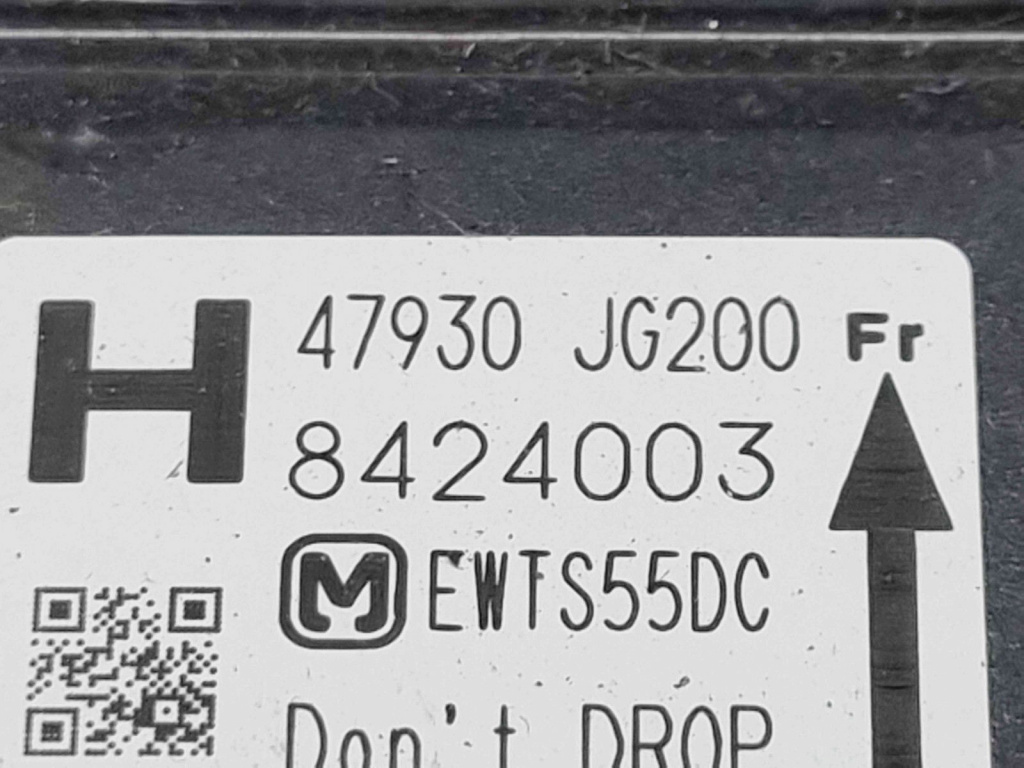 H 47930 JG200 Fr
8424003
M EWTS55DC
Don't DROP